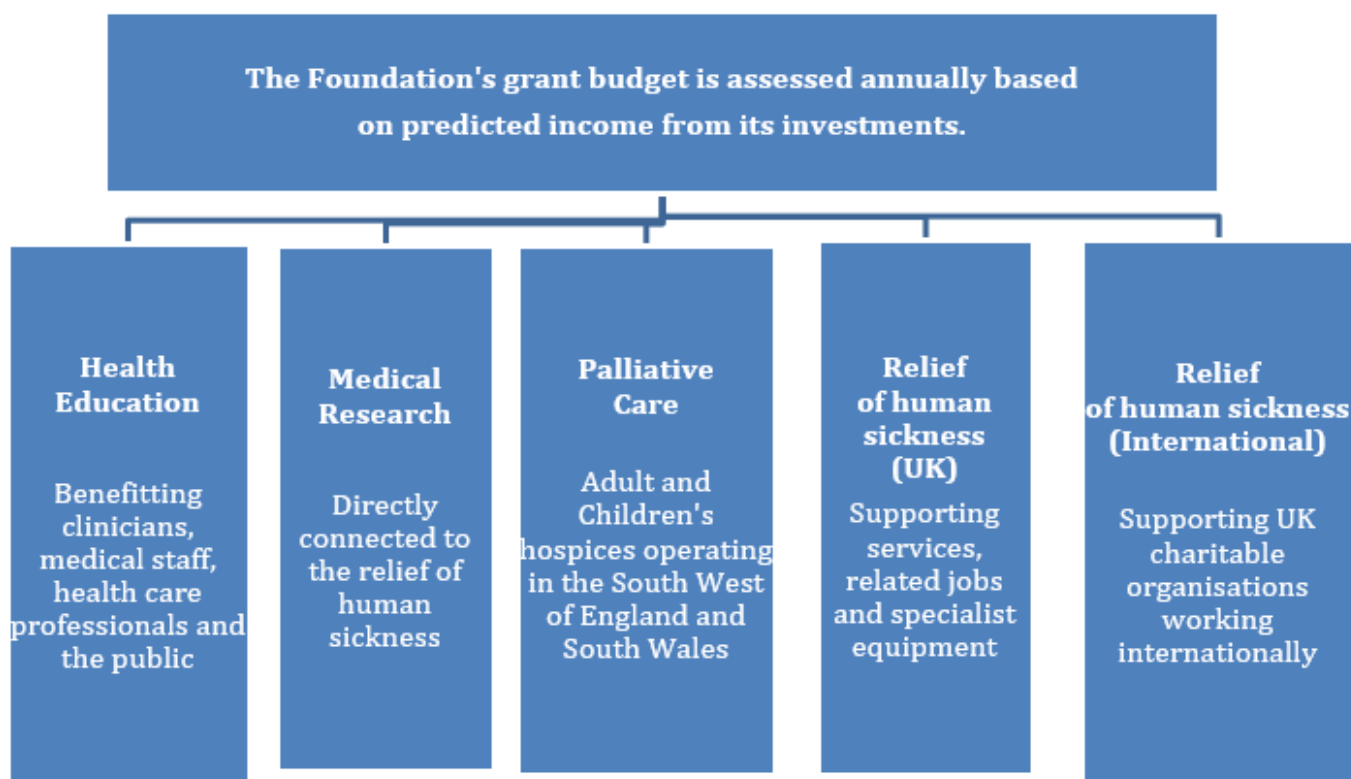 The Foundation's grant budget is assessed annually based
on predicted income from its investments.
Health
Education
Benefitting
clinicians,
medical staff,
health care
professionals and
the public
Medical
Research
Directly
connected to
the relief of
human
sickness
Palliative
Care
Adult and
Children's
hospices operating
in the South West
of England and
South Wales
Relief
of human
sickness
(UK)
Supporting
services,
related jobs
and specialist
equipment
Relief
of human sickness
(International)
Supporting UK
charitable
organisations
working
internationally